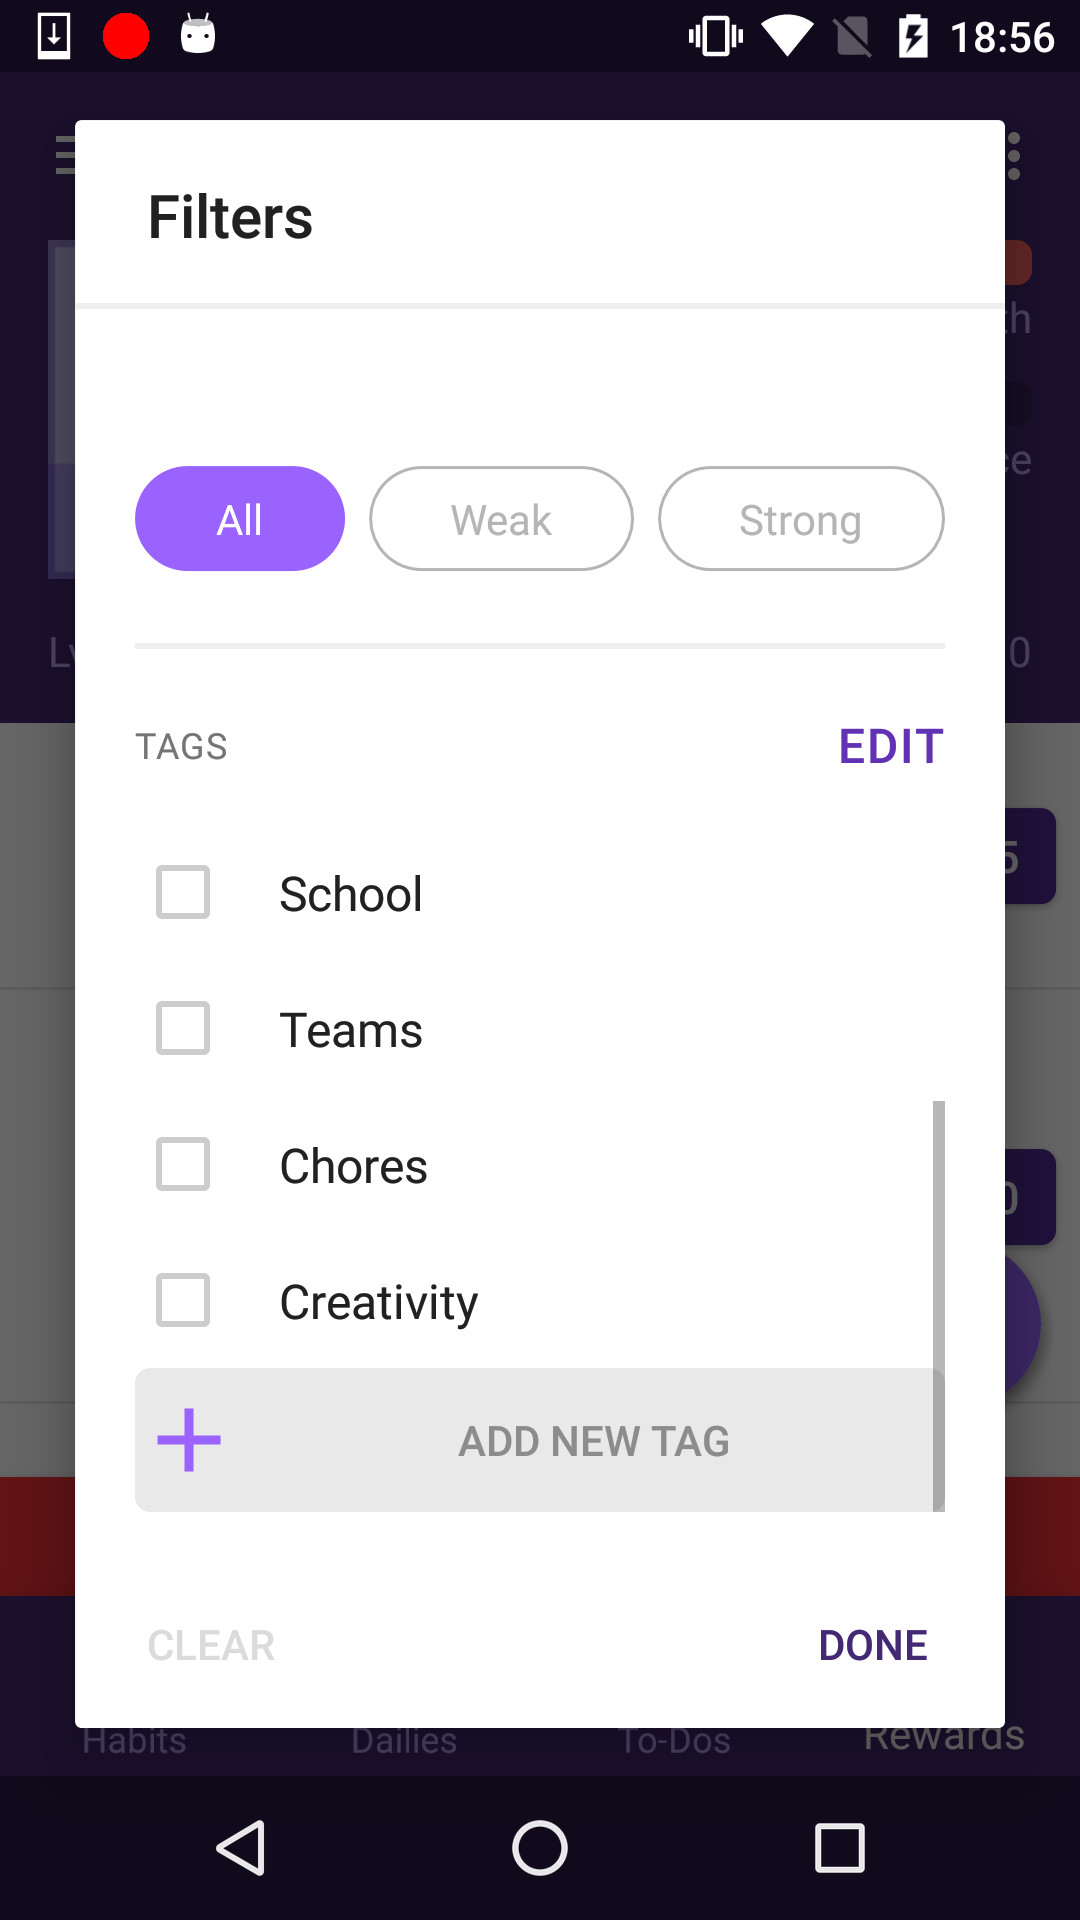 18:56
Filters
All Weak Strong
TAGS EDIT
School
Teams
Chores
Creativity
ADD NEW TAG
CLEAR DONE
Habits Dailies To-Dos Rewards